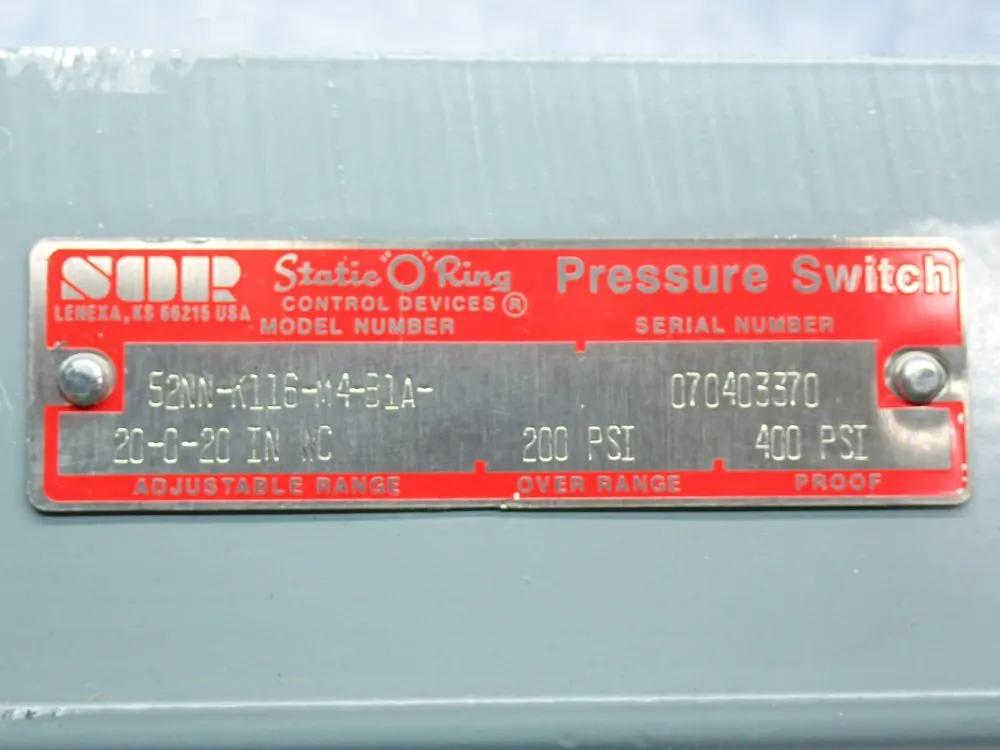 SOR Static "O" Ring Pressure Switch
LENEXA, KS 66215 USA CONTROL DEVICES®
MODEL NUMBER SERIAL NUMBER
52NN-K116-M4-B1A- 070403370
20-0-20 IN WC 200 PSI 400 PSI
ADJUSTABLE RANGE OVER RANGE PROOF